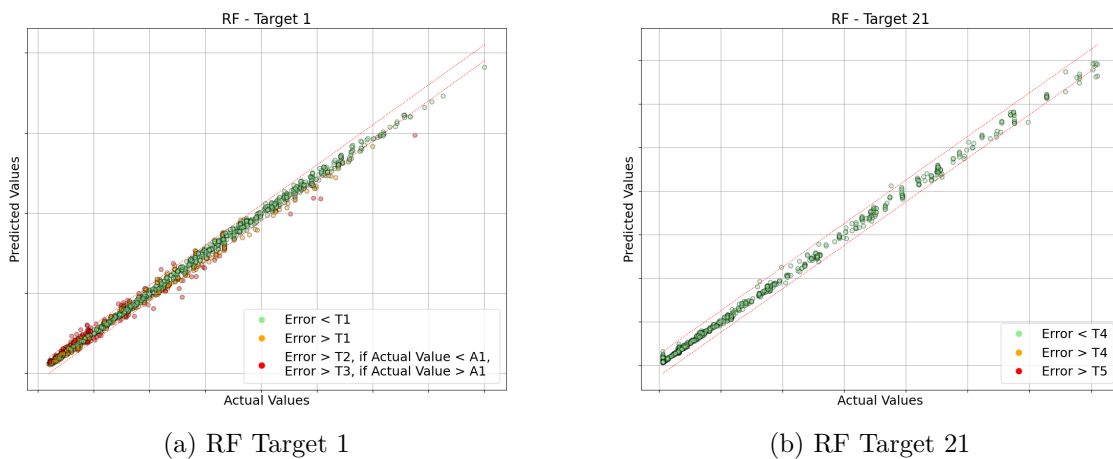 RF - Target 1
Predicted Values
Error < T1
Error > T1
Error > T2, if Actual Value < A1,
Error > T3, if Actual Value > A1
Actual Values
(a) RF Target 1
RF - Target 21
Predicted Values
Error < T4
Error > T4
Error > T5
Actual Values
(b) RF Target 21